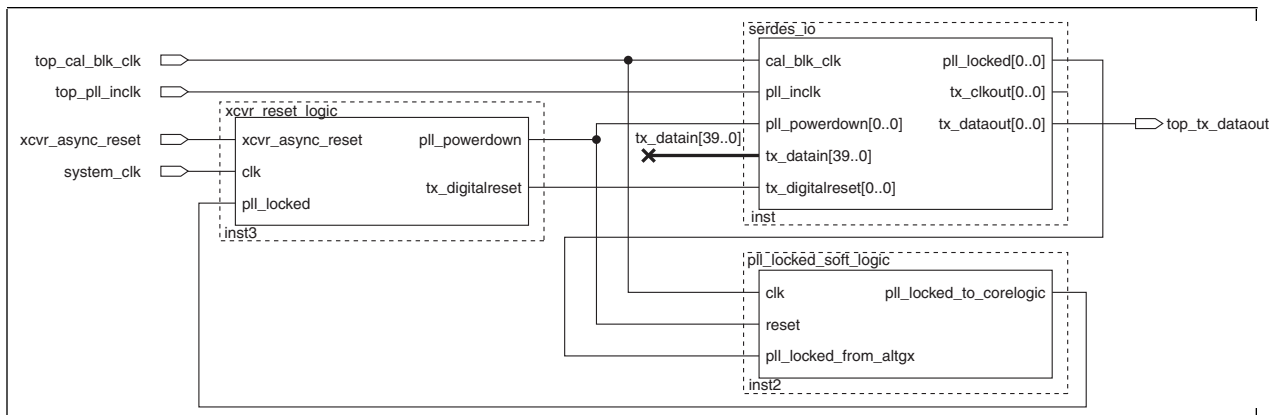 serdes_io
top_cal_blk_clk
cal_blk_clk
pll_locked[0..0]
top_pll_inclk
pll_inclk
tx_clkout[0..0]
xcvr_reset_logic
pll_powerdown[0..0]
tx_dataout[0..0]
top_tx_dataout
xcvr_async_reset
xcvr_async_reset
pll_powerdown
tx_datain[39..0]
tx_datain[39..0]
system_clk
clk
tx_digitalreset
tx_digitalreset[0..0]
pll_locked
inst
inst3
pll_locked_soft_logic
clk
pll_locked_to_corelogic
reset
pll_locked_from_altgx
inst2